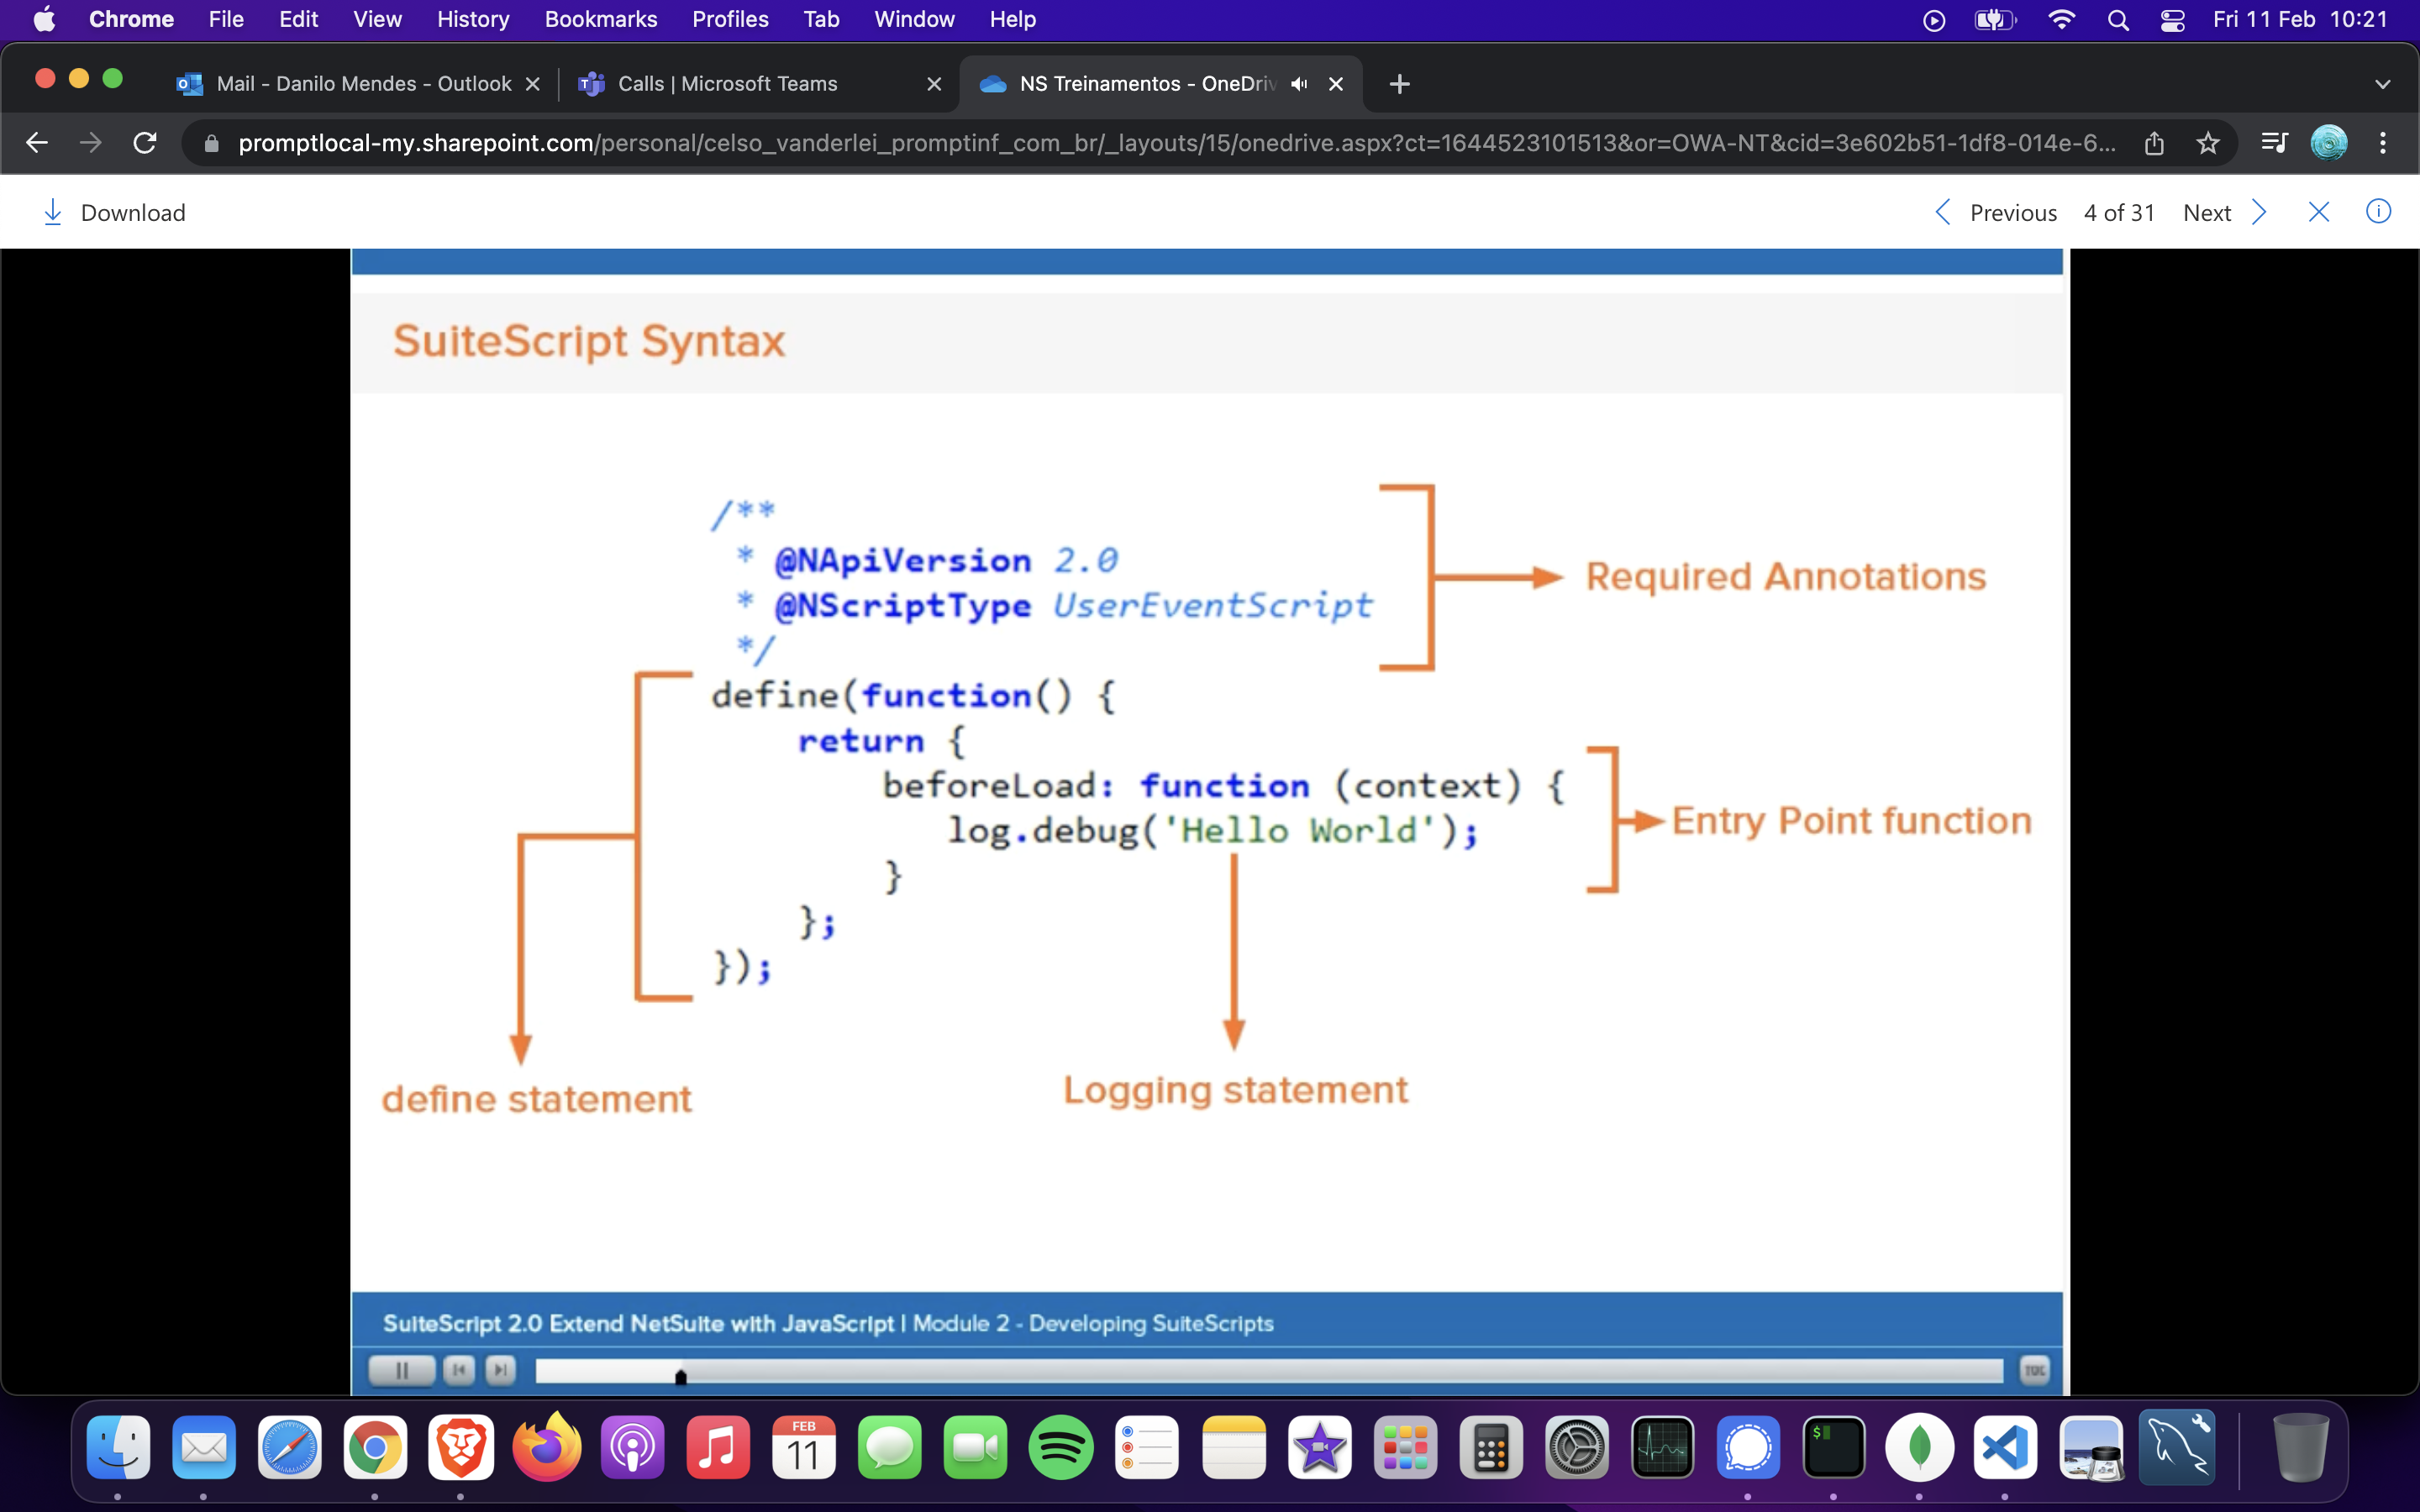 Chrome File Edit View History Bookmarks Profiles Tab Window Help Fri 11 Feb 10:21
Mail - Danilo Mendes - Outlook Calls | Microsoft Teams NS Treinamentos - OneDriv
promptlocal-my.sharepoint.com/personal/celso_vanderlei_promptinf_com_br/_layouts/15/onedrive.aspx?ct=1644523101513&or=OWA-NT&cid=3e602b51-1df8-014e-6...
Download Previous 4 of 31 Next
SuiteScript Syntax
/**
* @NApiVersion 2.0
* @NScriptType UserEventScript
*/
Required Annotations
define(function() {
return {
beforeLoad: function (context) {
log.debug('Hello World');
}
};
});
Entry Point function
define statement
Logging statement
SuiteScript 2.0 Extend NetSuite with JavaScript | Module 2 - Developing SuiteScripts
TOC
FEB
11